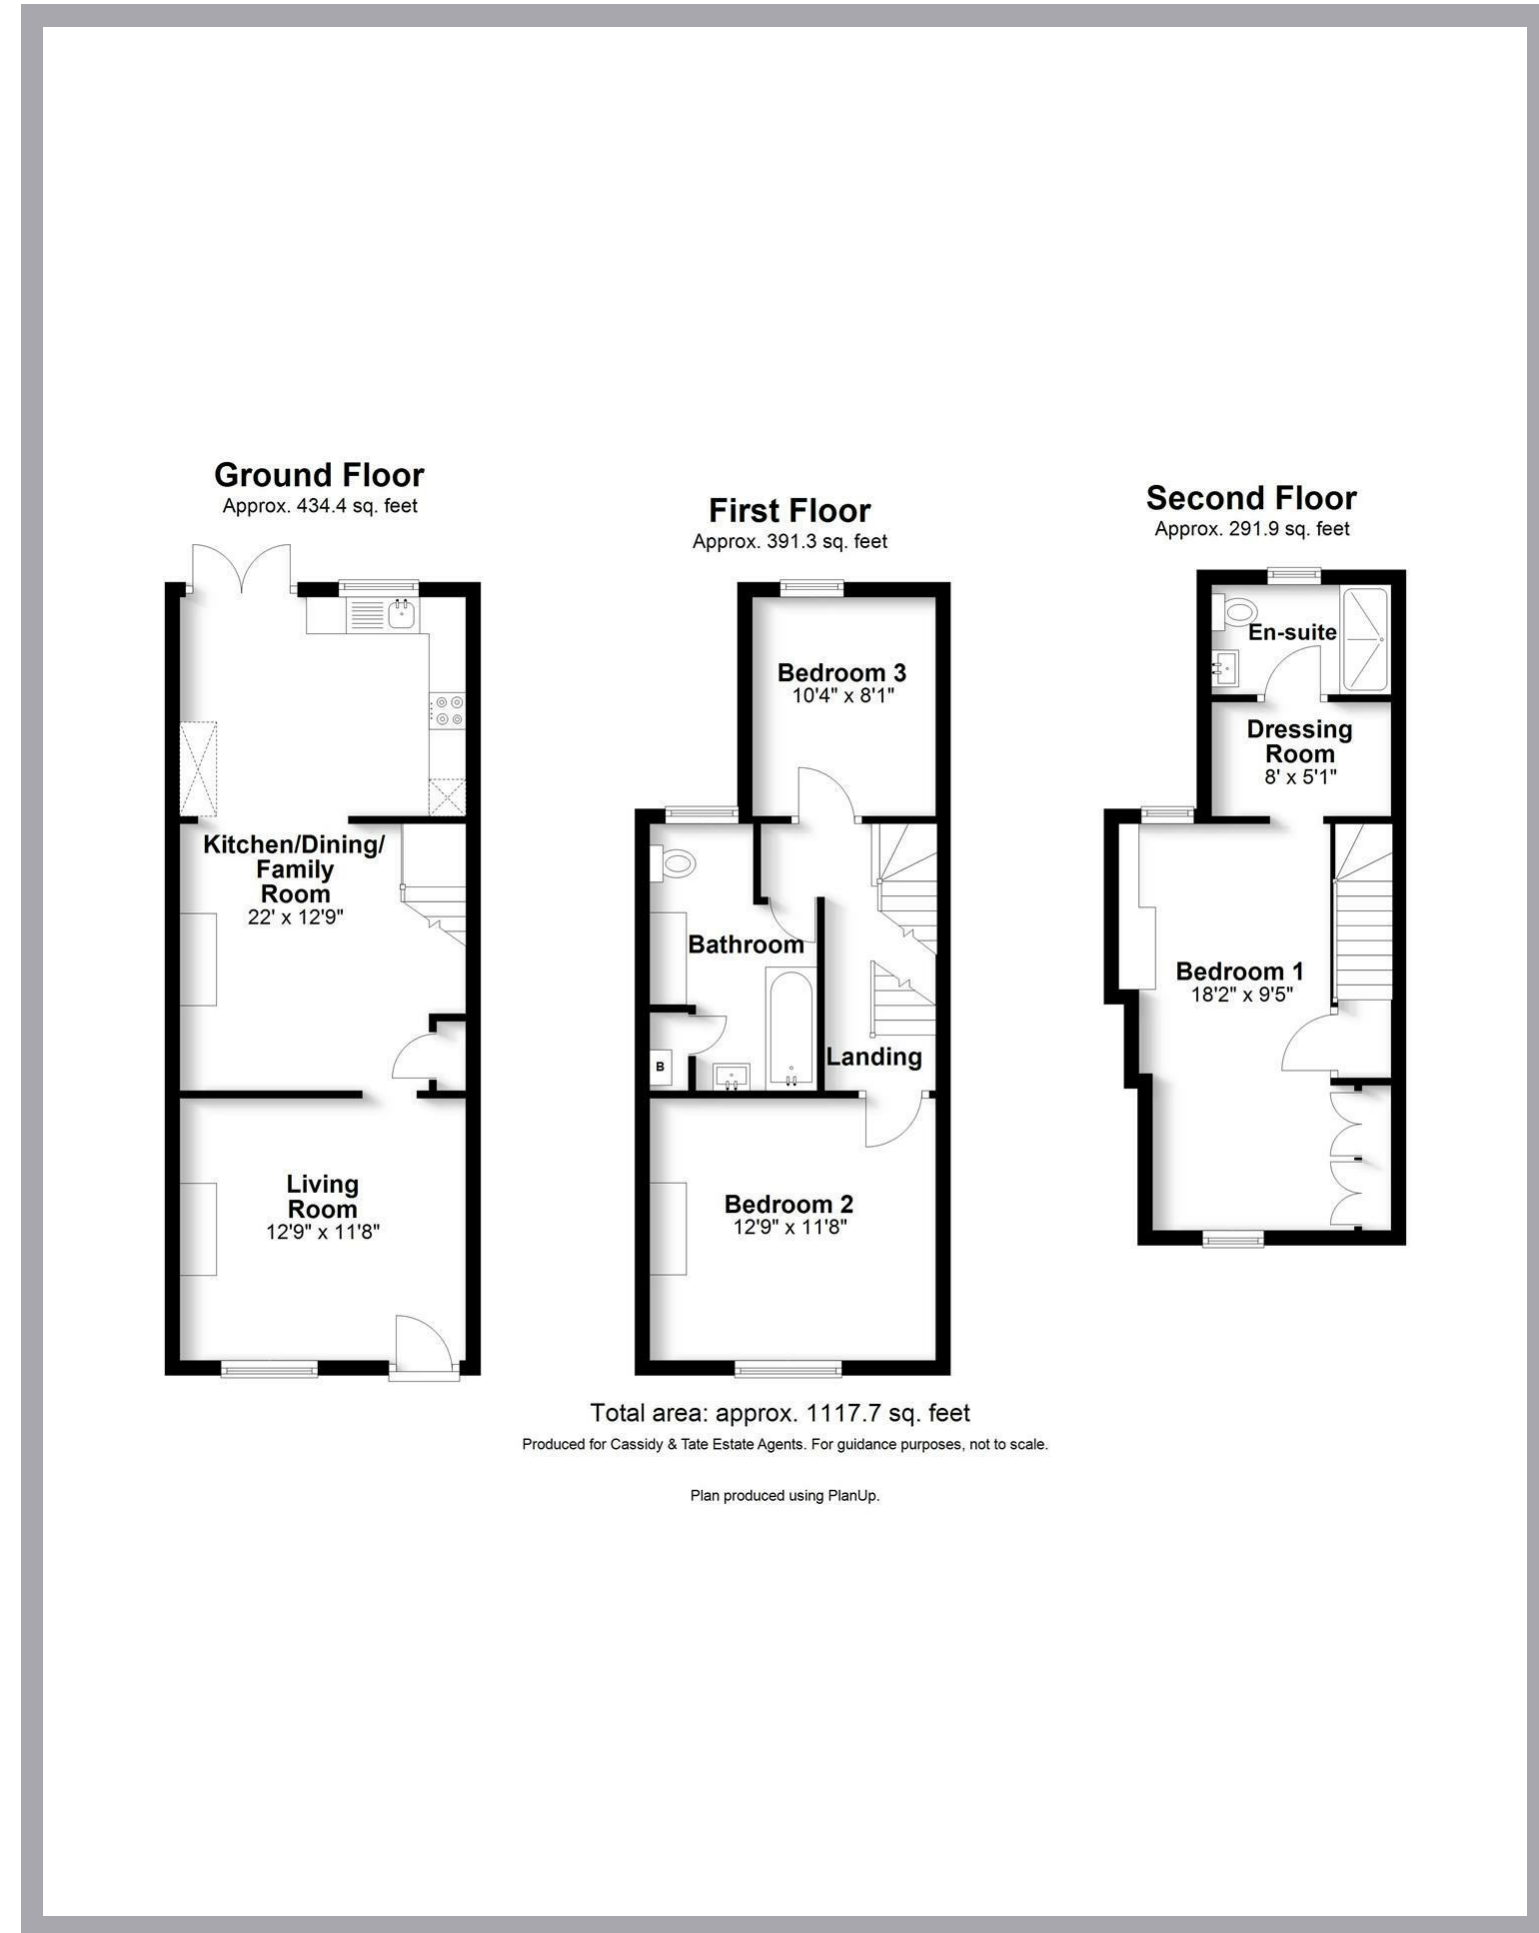 Ground Floor
Approx. 434.4 sq. feet
Kitchen/Dining/
Family
Room
22' x 12'9"
Living
Room
12'9" x 11'8"
First Floor
Approx. 391.3 sq. feet
Bedroom 3
10'4" x 8'1"
Bathroom
B
Landing
Bedroom 2
12'9" x 11'8"
Second Floor
Approx. 291.9 sq. feet
En-suite
Dressing
Room
8' x 5'1"
Bedroom 1
18'2" x 9'5"
Total area: approx. 1117.7 sq. feet
Produced for Cassidy & Tate Estate Agents. For guidance purposes, not to scale.
Plan produced using PlanUp.